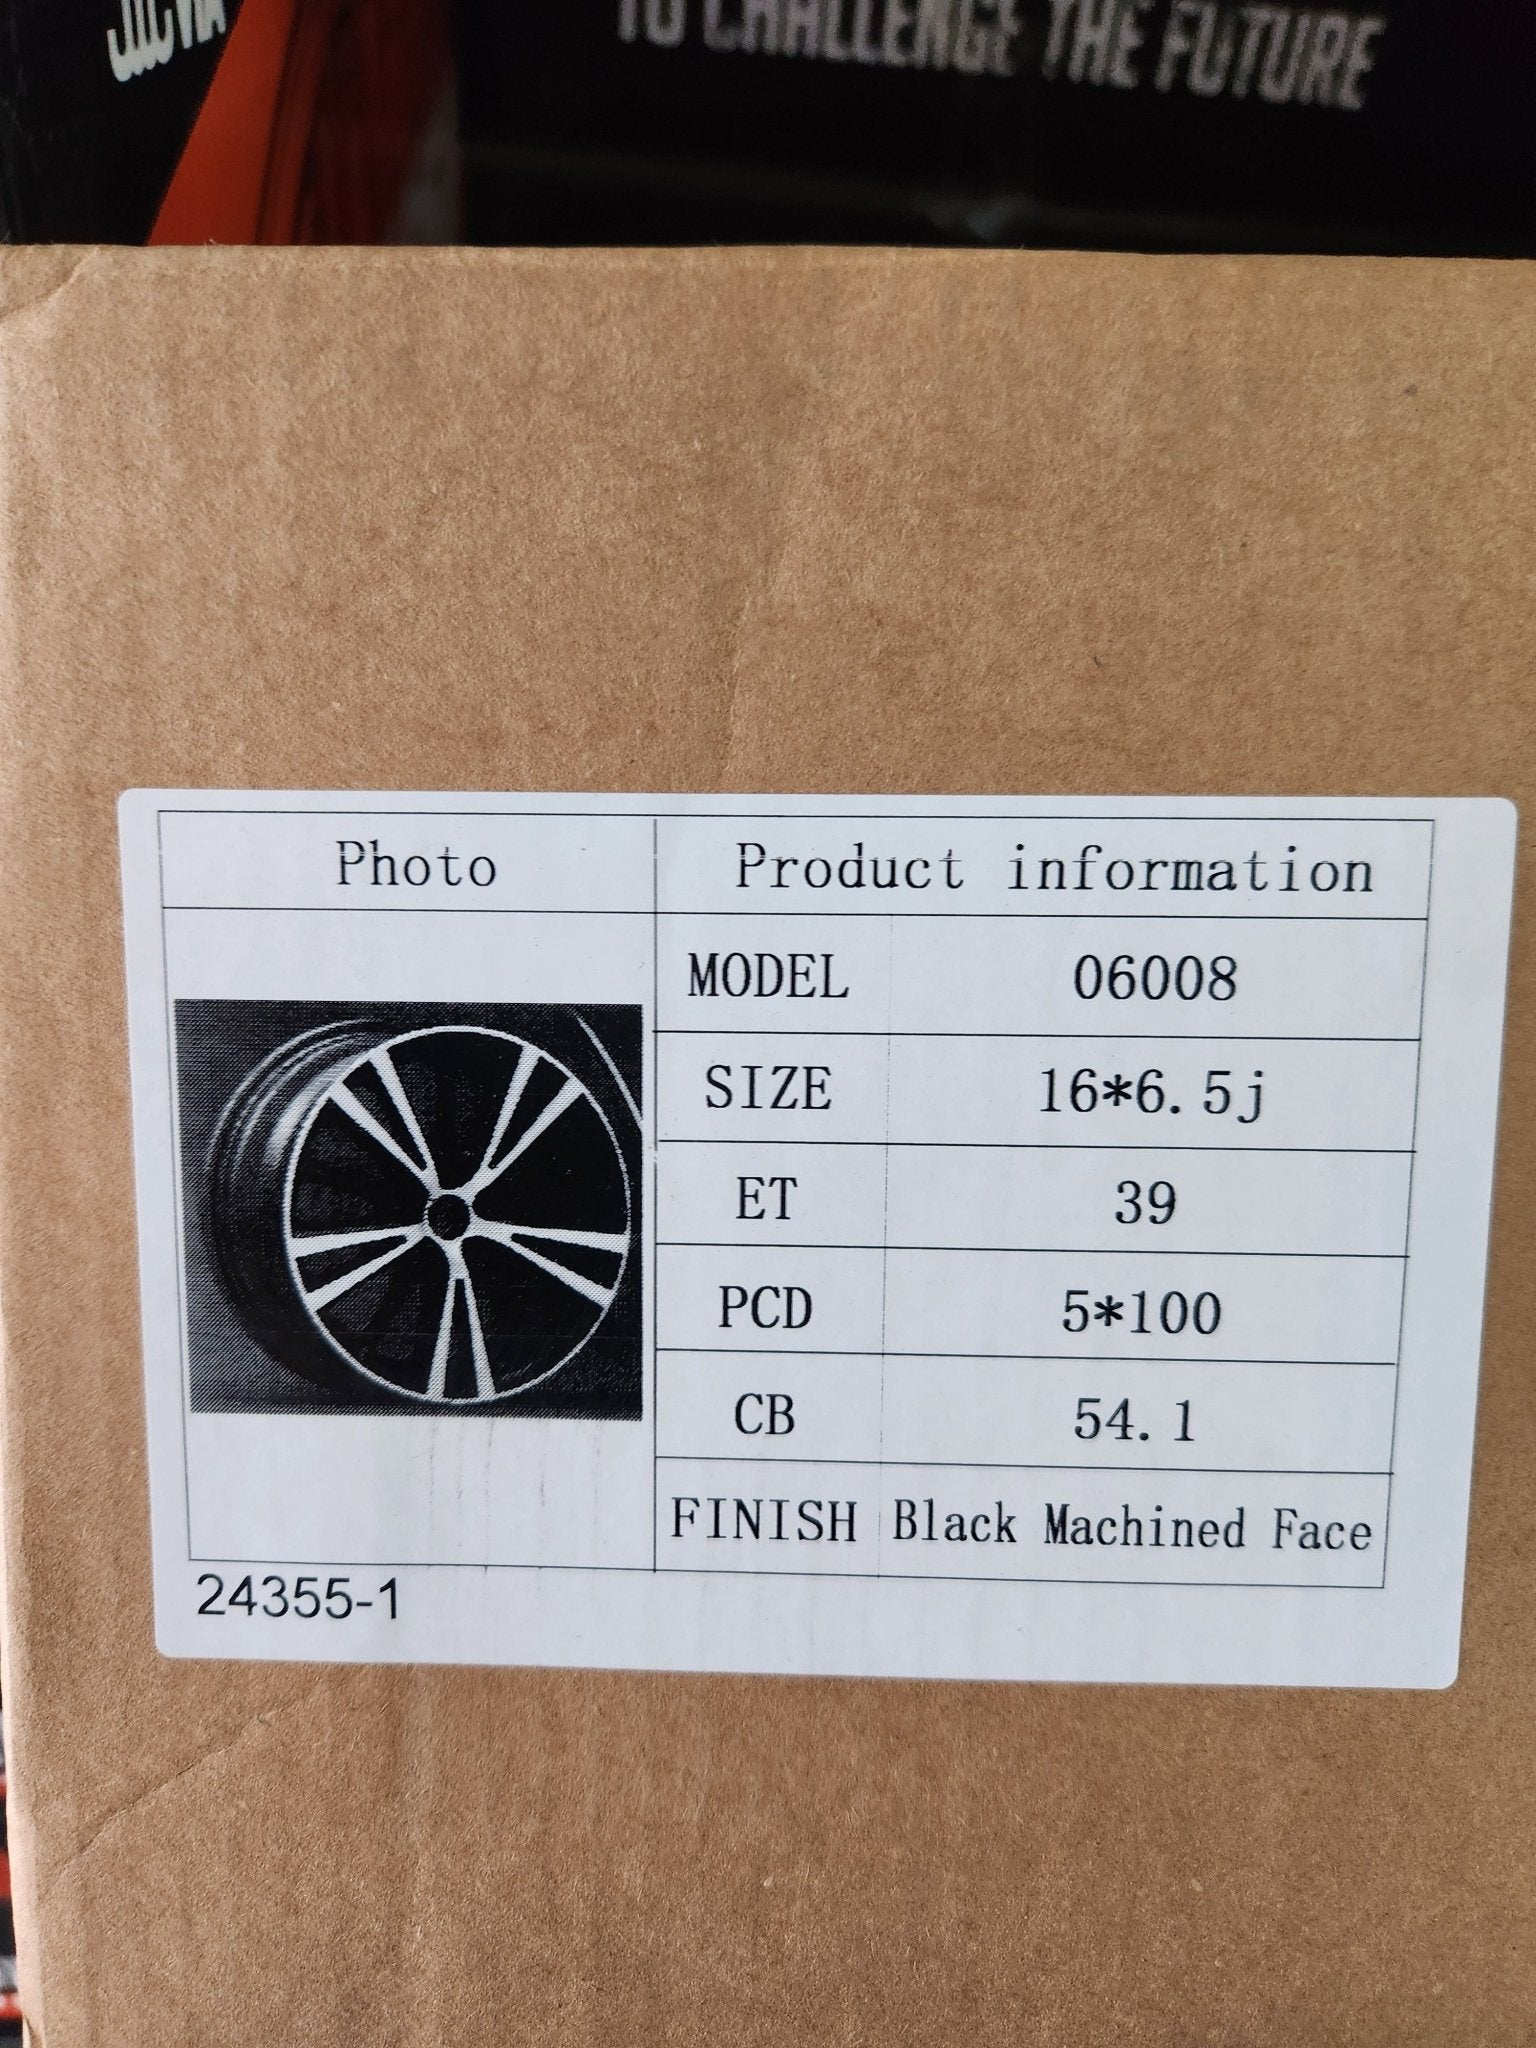 TO CHALLENGE THE FUTURE
Photo Product information
MODEL 06008
SIZE 16*6.5j
ET 39
PCD 5*100
CB 54.1
FINISH Black Machined Face
24355-1